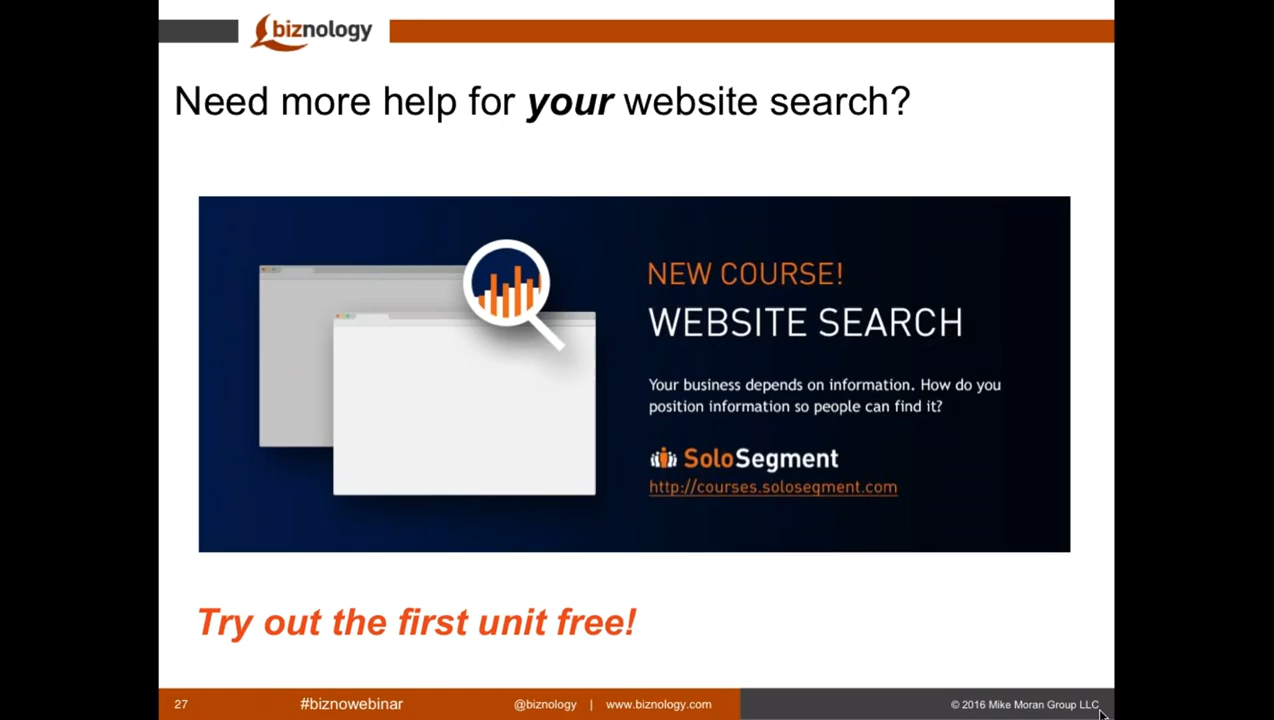 biznology
Need more help for your website search?
NEW COURSE!
WEBSITE SEARCH
Your business depends on information. How do you
position information so people can find it?
SoloSegment
http://courses.solosegment.com
Try out the first unit free!
27 #biznowebinar @biznology | www.biznology.com © 2016 Mike Moran Group LLC